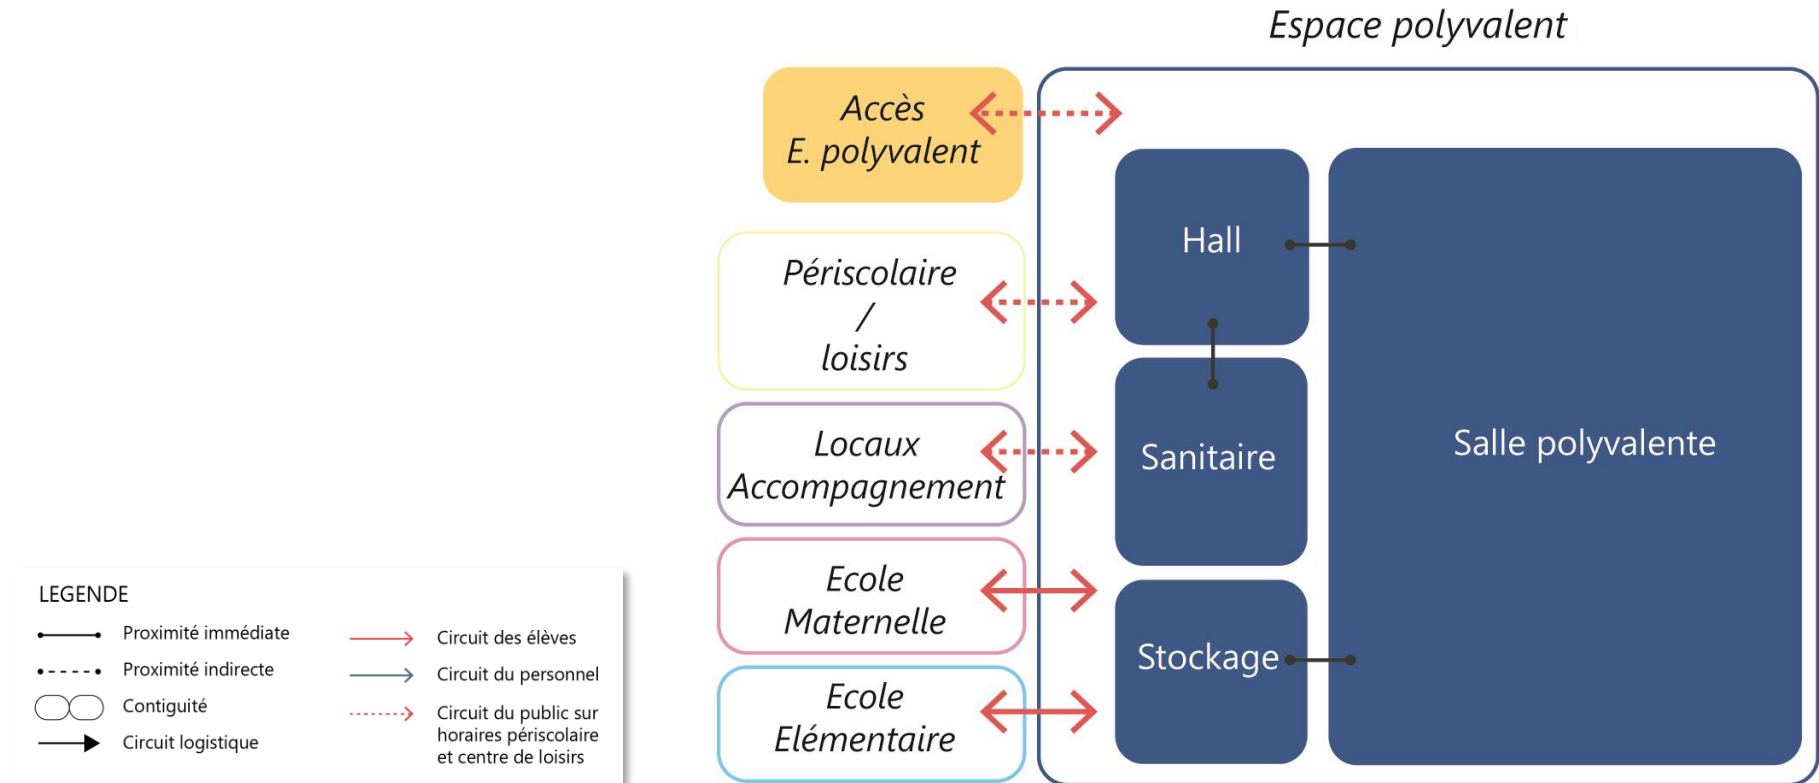 Espace polyvalent
Accès
E. polyvalent
Périscolaire
/
loisirs
Locaux
Accompagnement
Ecole
Maternelle
Ecole
Elémentaire
Hall
Sanitaire
Stockage
Salle polyvalente
LEGENDE
Proximité immédiate
Proximité indirecte
Contiguité
Circuit logistique
Circuit des élèves
Circuit du personnel
Circuit du public sur
horaires périscolaire
et centre de loisirs